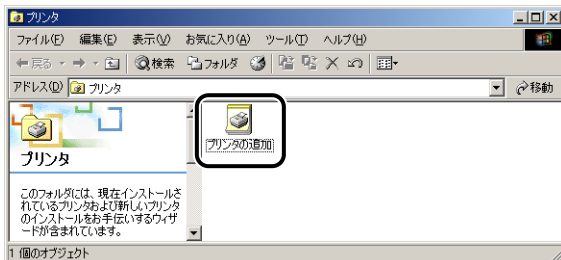 プリンタ
ファイル(F) 編集(E) 表示(V) お気に入り(A) ツール(T) ヘルプ(H)
戻る 検索 フォルダ
アドレス(D) プリンタ 移動
プリンタの追加
プリンタ
このフォルダには、現在インストールさ
れているプリンタおよび新しいプリンタ
のインストールをお手伝いするウィザ
ードが含まれています。
1 個のオブジェクト